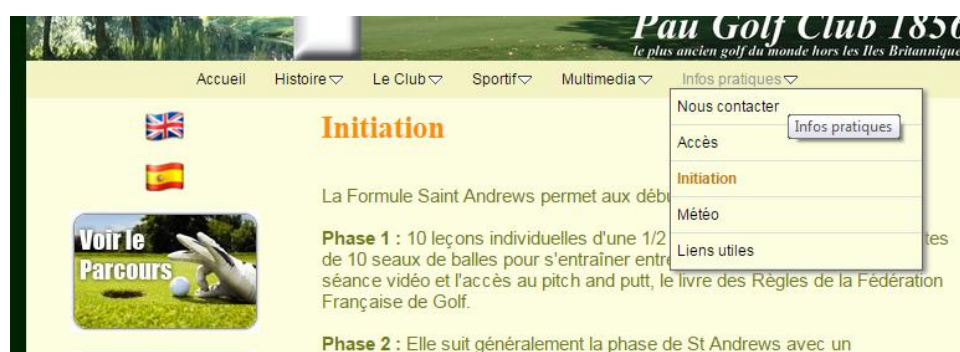 Pau Golf Club 1856
le plus ancien golf du monde hors les Iles Britannique
Accueil Histoire Le Club Sportif Multimedia Infos pratiques
Nous contacter
Infos pratiques
Accès
Initiation
Météo
Liens utiles
Voir le
Parcours
Initiation
La Formule Saint Andrews permet aux débu
Phase 1 : 10 leçons individuelles d'une 1/2 tes
de 10 seaux de balles pour s'entraîner entre
séance vidéo et l'accès au pitch and putt, le livre des Règles de la Fédération
Française de Golf.
Phase 2 : Elle suit généralement la phase de St Andrews avec un